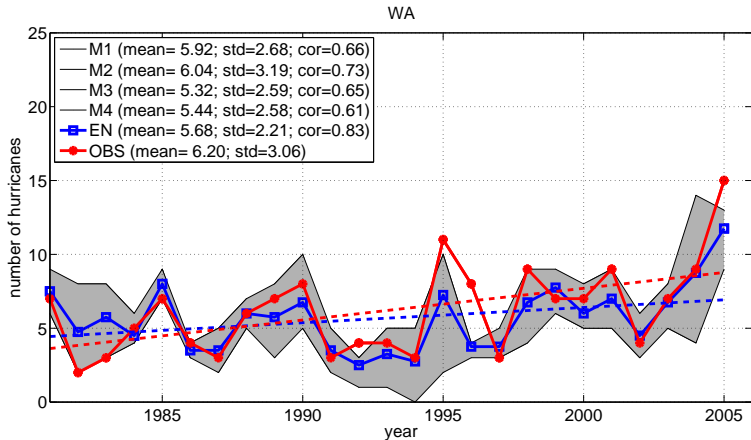 WA
25
20
15
10
5
0
number of hurricanes
M1 (mean= 5.92; std=2.68; cor=0.66)
M2 (mean= 6.04; std=3.19; cor=0.73)
M3 (mean= 5.32; std=2.59; cor=0.65)
M4 (mean= 5.44; std=2.58; cor=0.61)
EN (mean= 5.68; std=2.21; cor=0.83)
OBS (mean= 6.20; std=3.06)
1985 1990 1995 2000 2005
year